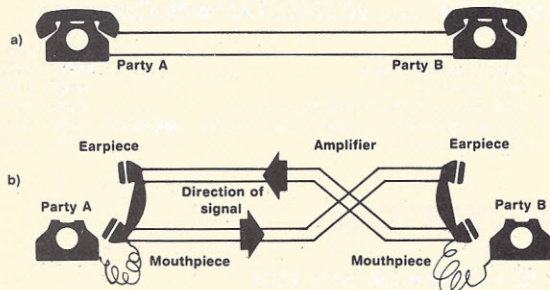 a)
Party A
Party B
Earpiece
Amplifier
Earpiece
b)
Direction of
signal
Party A
Party B
Mouthpiece
Mouthpiece